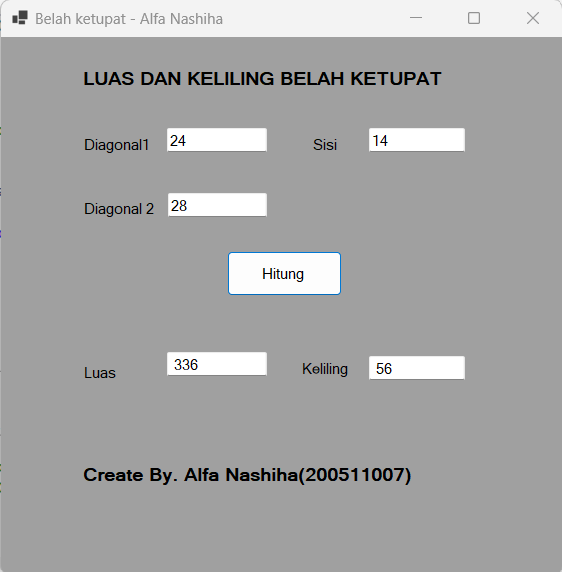 Belah ketupat - Alfa Nashiha
LUAS DAN KELILING BELAH KETUPAT
Diagonal1 24 Sisi 14
Diagonal 2 28
Hitung
Luas 336 Keliling 56
Create By. Alfa Nashiha(200511007)